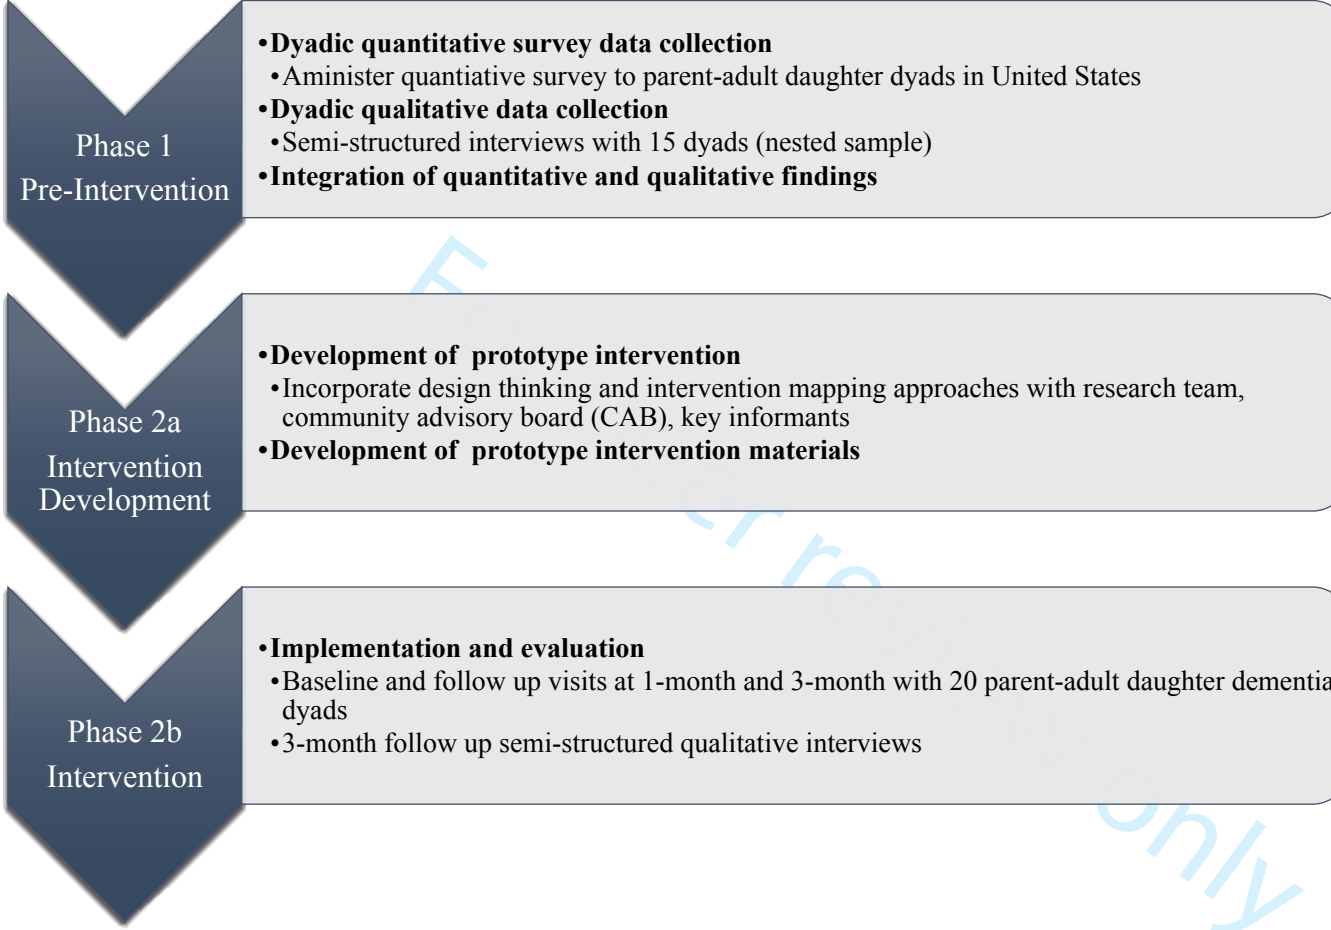 Phase 1
Pre-Intervention
•Dyadic quantitative survey data collection
•Aminister quantiative survey to parent-adult daughter dyads in United States
•Dyadic qualitative data collection
•Semi-structured interviews with 15 dyads (nested sample)
•Integration of quantitative and qualitative findings
Phase 2a
Intervention
Development
•Development of  prototype intervention
•Incorporate design thinking and intervention mapping approaches with research team,
community advisory board (CAB), key informants
•Development of  prototype intervention materials
Phase 2b
Intervention
•Implementation and evaluation
•Baseline and follow up visits at 1-month and 3-month with 20 parent-adult daughter dementia
dyads
•3-month follow up semi-structured qualitative interviews
review only